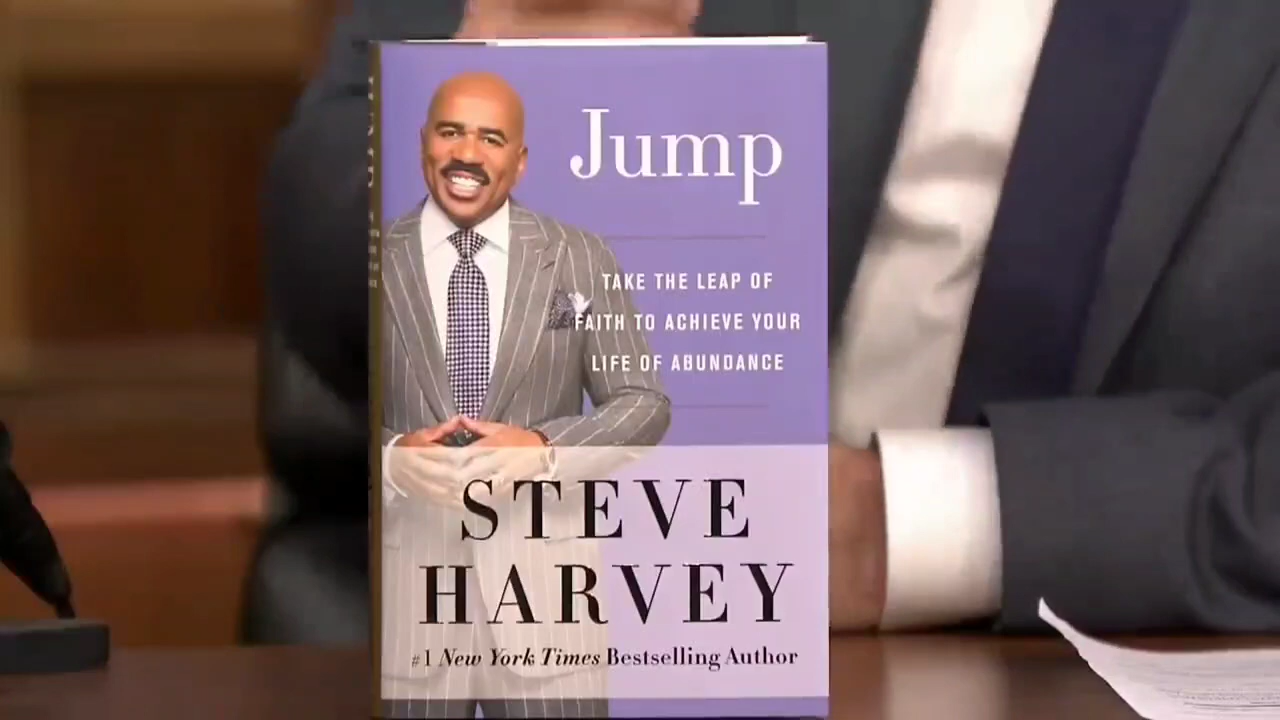 Jump
TAKE THE LEAP OF
FAITH TO ACHIEVE YOUR
LIFE OF ABUNDANCE
STEVE
HARVEY
#1 New York Times Bestselling Author